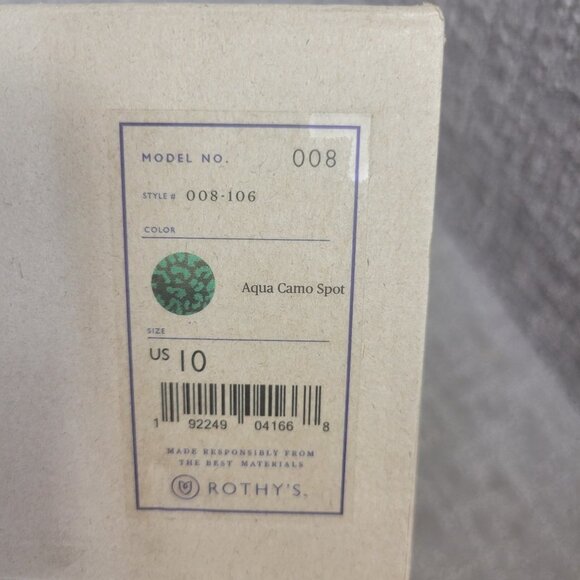 MODEL NO. 008
STYLE # 008-106
COLOR
Aqua Camo Spot
SIZE
US 10
1 92249 04166 8
MADE RESPONSIBLY FROM
THE BEST MATERIALS
ROTHY'S